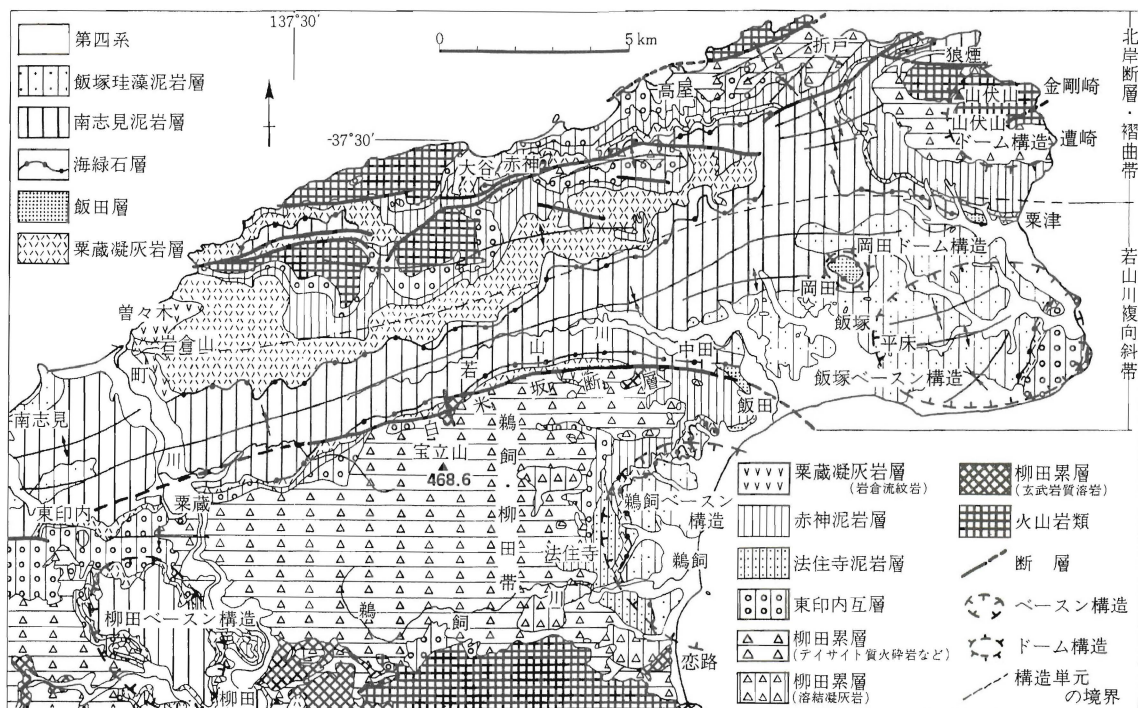 第四系
飯塚珪藻泥岩層
南志見泥岩層
海緑石層
飯田層
粟蔵凝灰岩層
137°30′
0 5 km
-37°30′
折戸
狼煙
高屋
山伏山
金剛崎
山伏山
ドーム構造
遭崎
大谷
赤神
粟津
岡田ドーム構造
岡田
飯塚
平床
飯塚ベースン構造
曽々木
岩倉山
町
川
南志見
若
山
川
中田
飯田
白
米
坂
断
層
宝立山
468.6
東印内
粟蔵
鵜
飼
・
柳
田
帯
鵜飼ベースン
構造
法住寺
鵜飼
鵜
飼
川
柳田ベースン構造
柳田
恋路
北岸断層・褶曲帯
若山川複向斜帯
粟蔵凝灰岩層
(岩倉流紋岩)
赤神泥岩層
法住寺泥岩層
東印内互層
柳田累層
(デイサイト質火砕岩など)
柳田累層
(溶結凝灰岩)
柳田累層
(玄武岩質溶岩)
火山岩類
断 層
ベースン構造
ドーム構造
構造単元
の境界